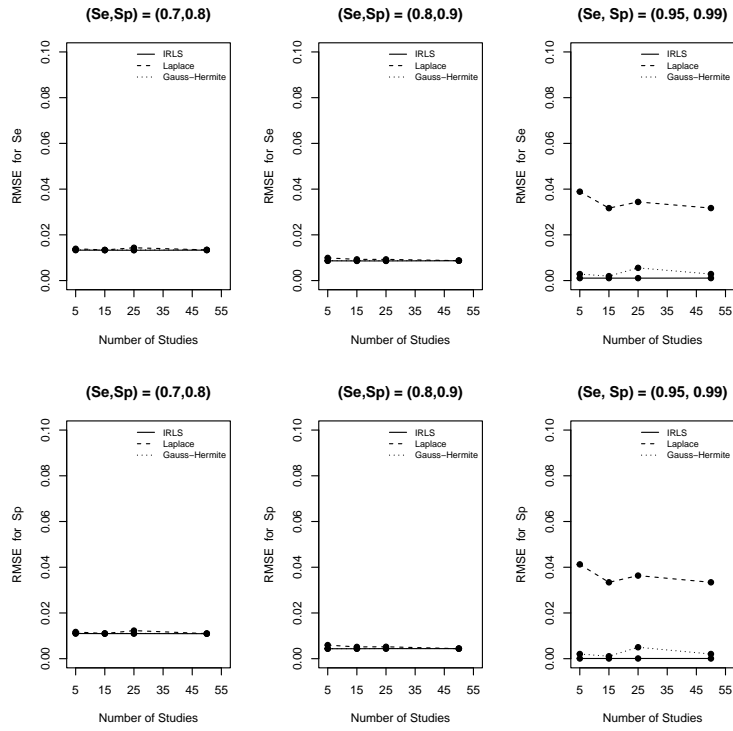 (Se,Sp) = (0.7,0.8)
RMSE for Se
0.10
0.08
0.06
0.04
0.02
0.00
IRLS
Laplace
Gauss−Hermite
5 15 25 35 45 55
Number of Studies
(Se,Sp) = (0.8,0.9)
RMSE for Se
0.10
0.08
0.06
0.04
0.02
0.00
IRLS
Laplace
Gauss−Hermite
5 15 25 35 45 55
Number of Studies
(Se, Sp) = (0.95, 0.99)
RMSE for Se
0.10
0.08
0.06
0.04
0.02
0.00
IRLS
Laplace
Gauss−Hermite
5 15 25 35 45 55
Number of Studies
(Se,Sp) = (0.7,0.8)
RMSE for Sp
0.10
0.08
0.06
0.04
0.02
0.00
IRLS
Laplace
Gauss−Hermite
5 15 25 35 45 55
Number of Studies
(Se,Sp) = (0.8,0.9)
RMSE for Sp
0.10
0.08
0.06
0.04
0.02
0.00
IRLS
Laplace
Gauss−Hermite
5 15 25 35 45 55
Number of Studies
(Se, Sp) = (0.95, 0.99)
RMSE for Sp
0.10
0.08
0.06
0.04
0.02
0.00
IRLS
Laplace
Gauss−Hermite
5 15 25 35 45 55
Number of Studies